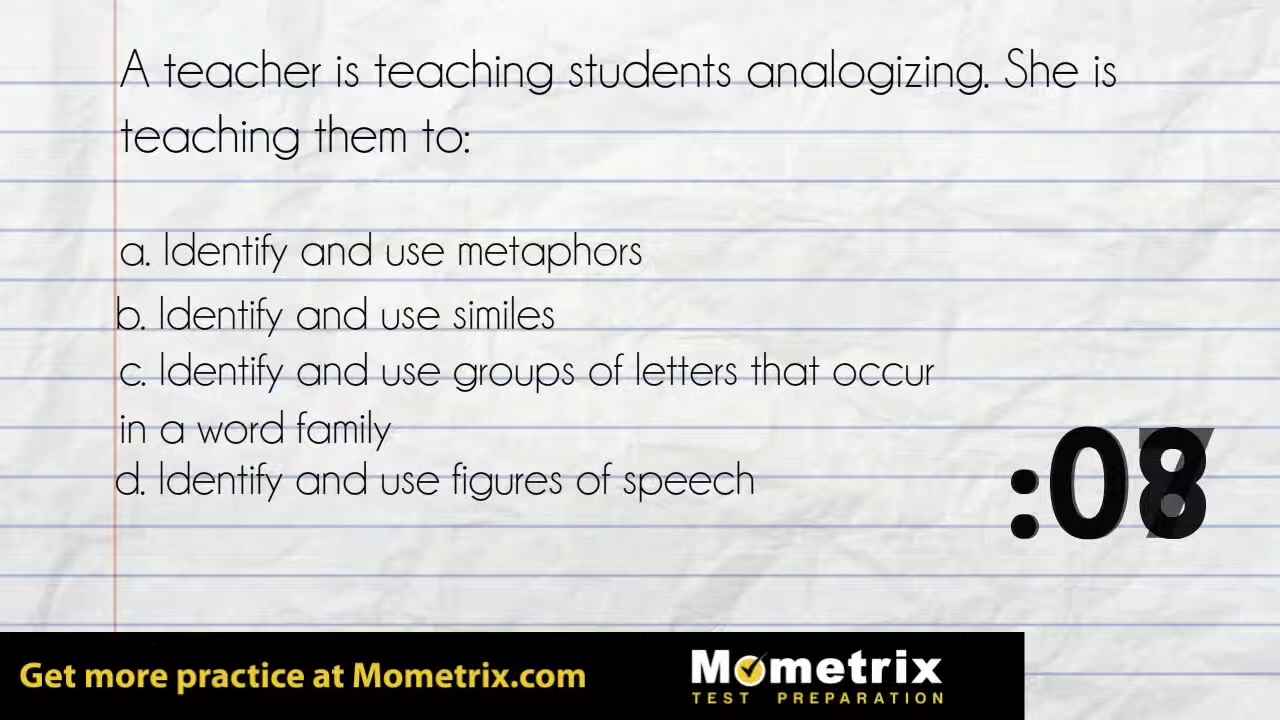 A teacher is teaching students analogizing. She is
teaching them to:
a. Identify and use metaphors
b. Identify and use similes
c. Identify and use groups of letters that occur
in a word family
d. Identify and use figures of speech
Get more practice at Mometrix.com
Mometrix
TEST PREPARATION